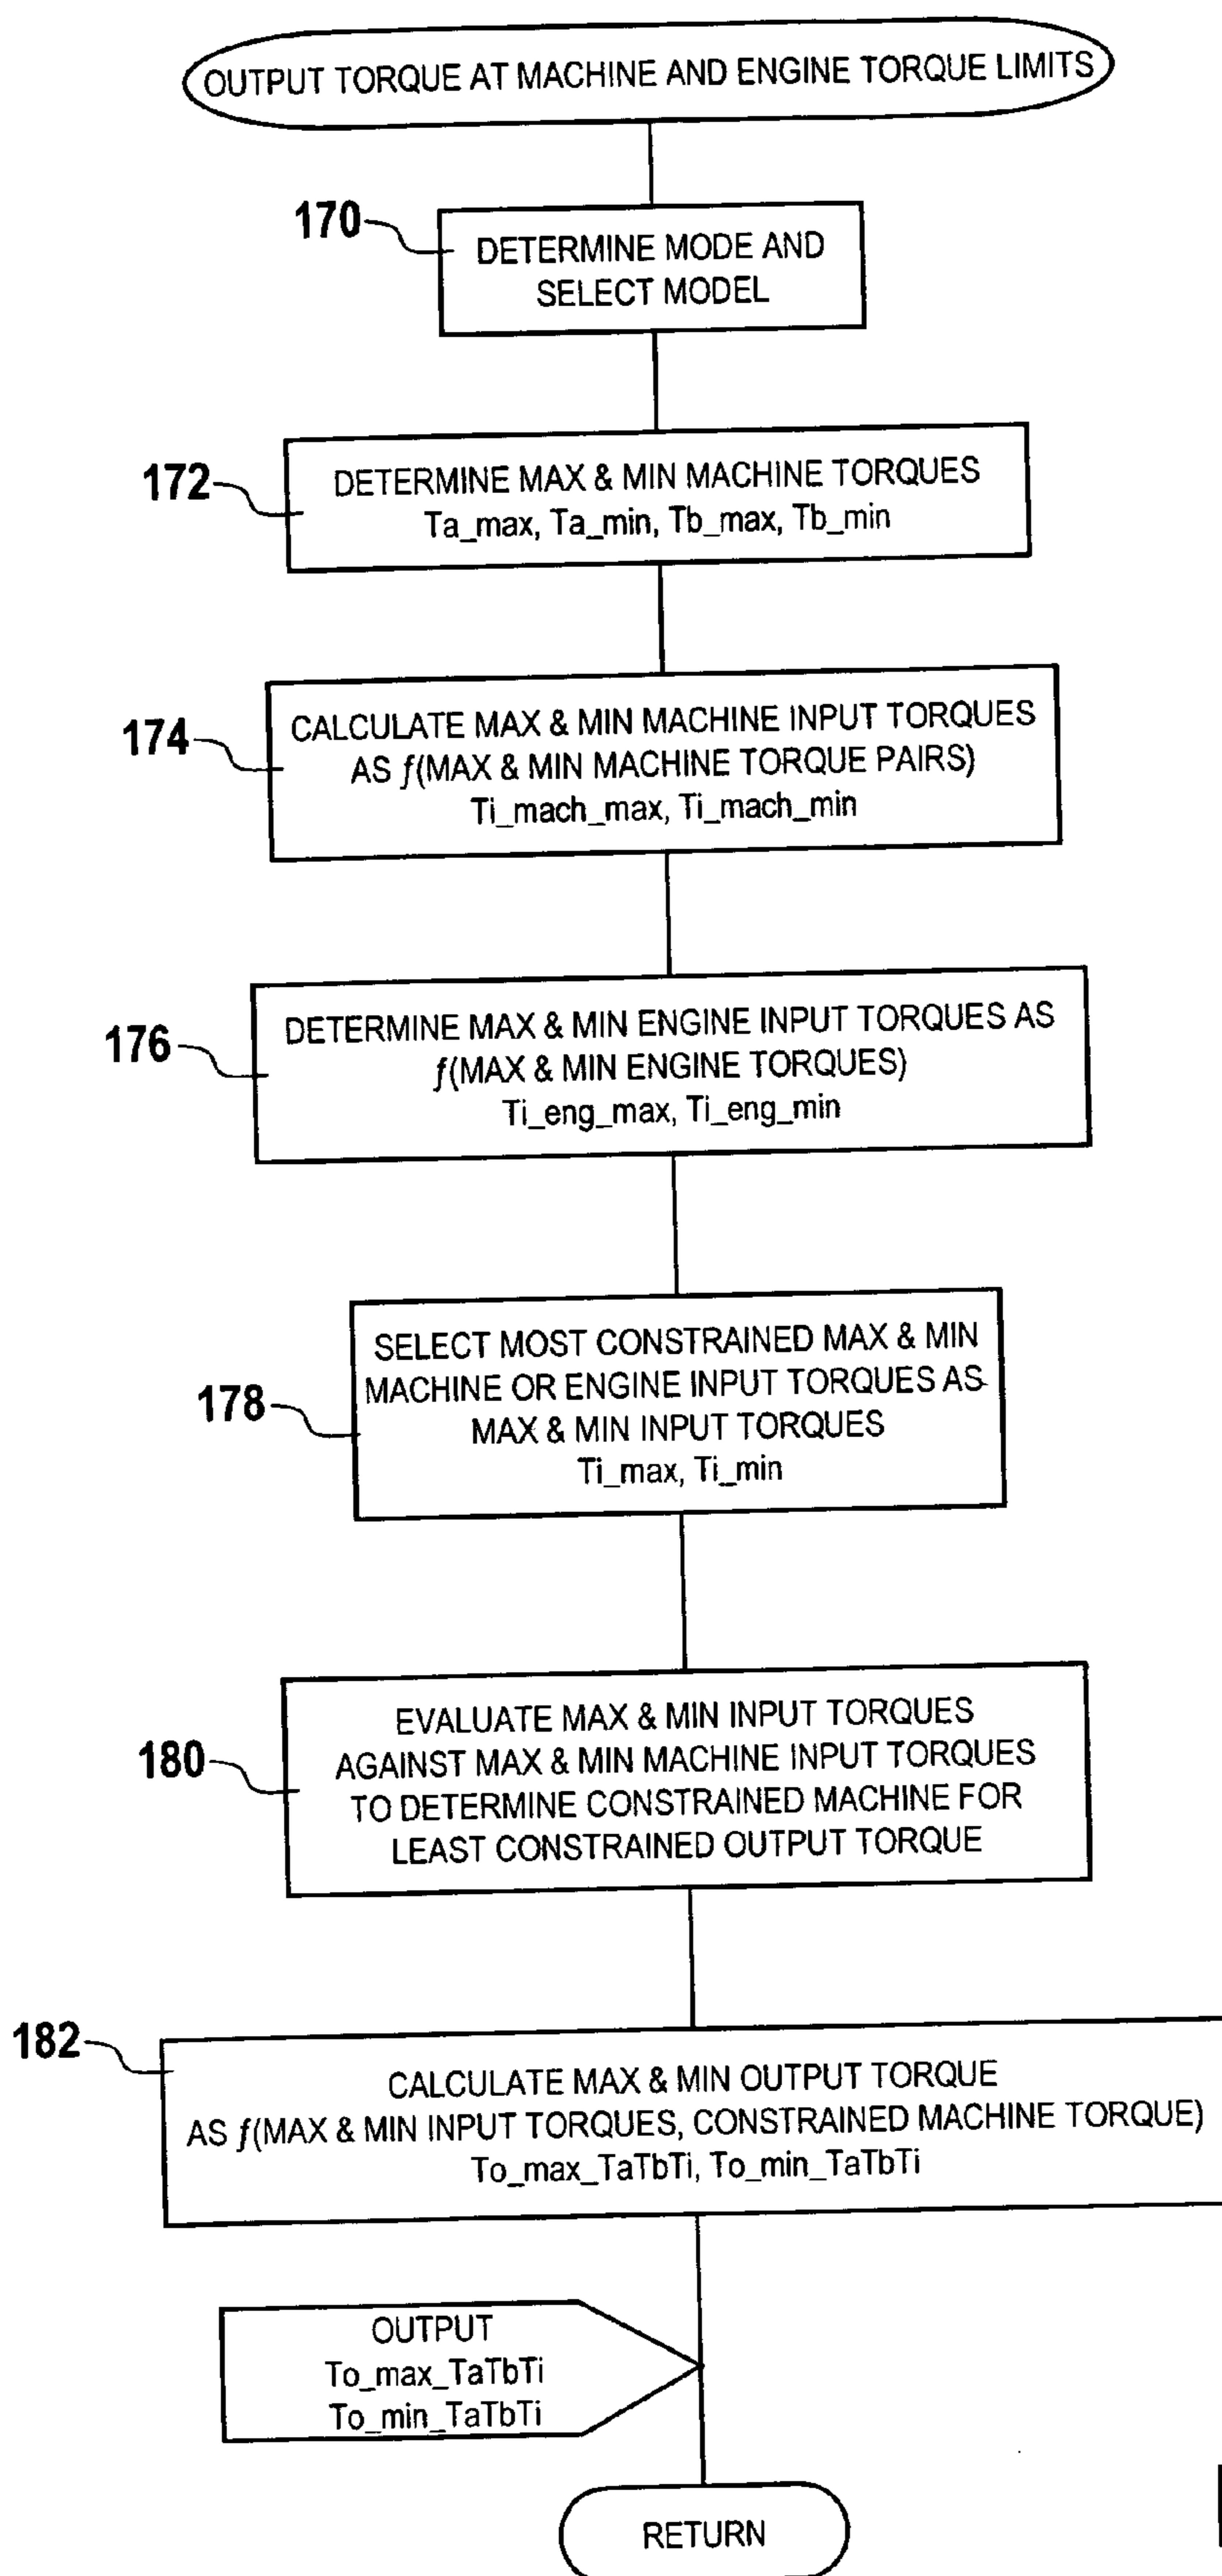 OUTPUT TORQUE AT MACHINE AND ENGINE TORQUE LIMITS
170
DETERMINE MODE AND
SELECT MODEL
172
DETERMINE MAX & MIN MACHINE TORQUES
Ta_max, Ta_min, Tb_max, Tb_min
174
CALCULATE MAX & MIN MACHINE INPUT TORQUES
AS ƒ(MAX & MIN MACHINE TORQUE PAIRS)
Ti_mach_max, Ti_mach_min
176
DETERMINE MAX & MIN ENGINE INPUT TORQUES AS
ƒ(MAX & MIN ENGINE TORQUES)
Ti_eng_max, Ti_eng_min
178
SELECT MOST CONSTRAINED MAX & MIN
MACHINE OR ENGINE INPUT TORQUES AS
MAX & MIN INPUT TORQUES
Ti_max, Ti_min
180
EVALUATE MAX & MIN INPUT TORQUES
AGAINST MAX & MIN MACHINE INPUT TORQUES
TO DETERMINE CONSTRAINED MACHINE FOR
LEAST CONSTRAINED OUTPUT TORQUE
182
CALCULATE MAX & MIN OUTPUT TORQUE
AS ƒ(MAX & MIN INPUT TORQUES, CONSTRAINED MACHINE TORQUE)
To_max_TaTbTi, To_min_TaTbTi
OUTPUT
To_max_TaTbTi
To_min_TaTbTi
RETURN